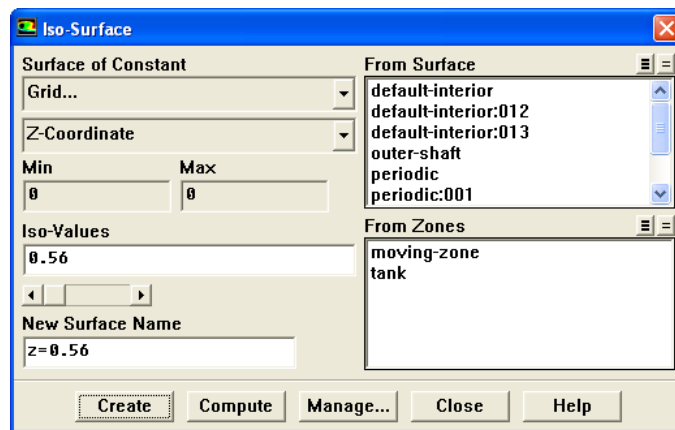 Iso-Surface
Surface of Constant
Grid...
Z-Coordinate
Min Max
0 0
Iso-Values
0.56
New Surface Name
z=0.56
From Surface
default-interior
default-interior:012
default-interior:013
outer-shaft
periodic
periodic:001
From Zones
moving-zone
tank
Create Compute Manage... Close Help